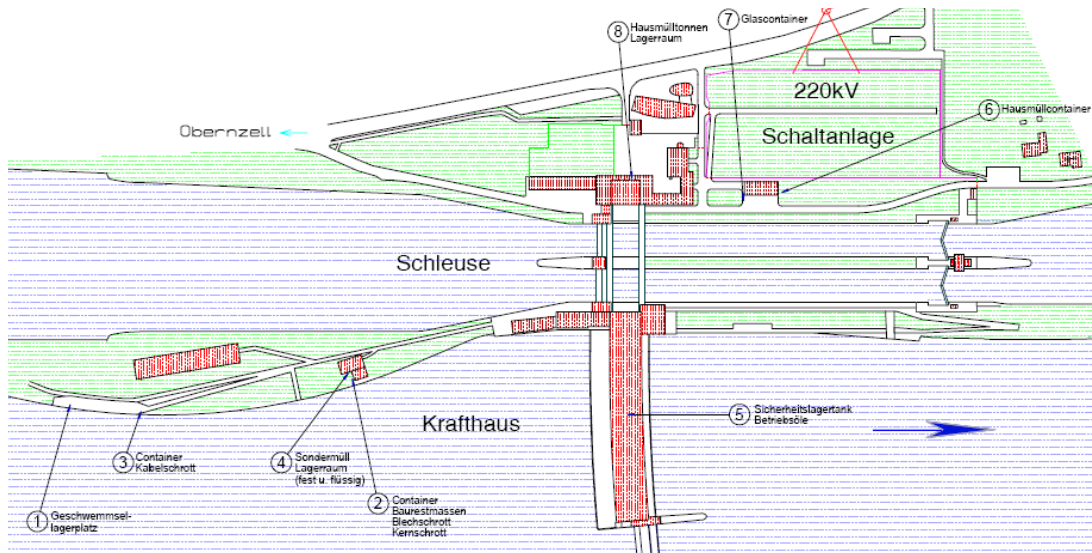 8 Hausmülltonnen
Lagerraum
7 Glascontainer
220kV
6 Hausmüllcontainer
Obernzell
Schaltanlage
Schleuse
Krafthaus
5 Sicherheitslagertank
Betriebsöle
3 Container
Kabelschrott
4 Sondermüll
Lagerraum
(fest u. flüssig)
2 Container
Baurestmassen
Blechschrott
Kernschrott
1 Geschwemmsel-
lagerplatz